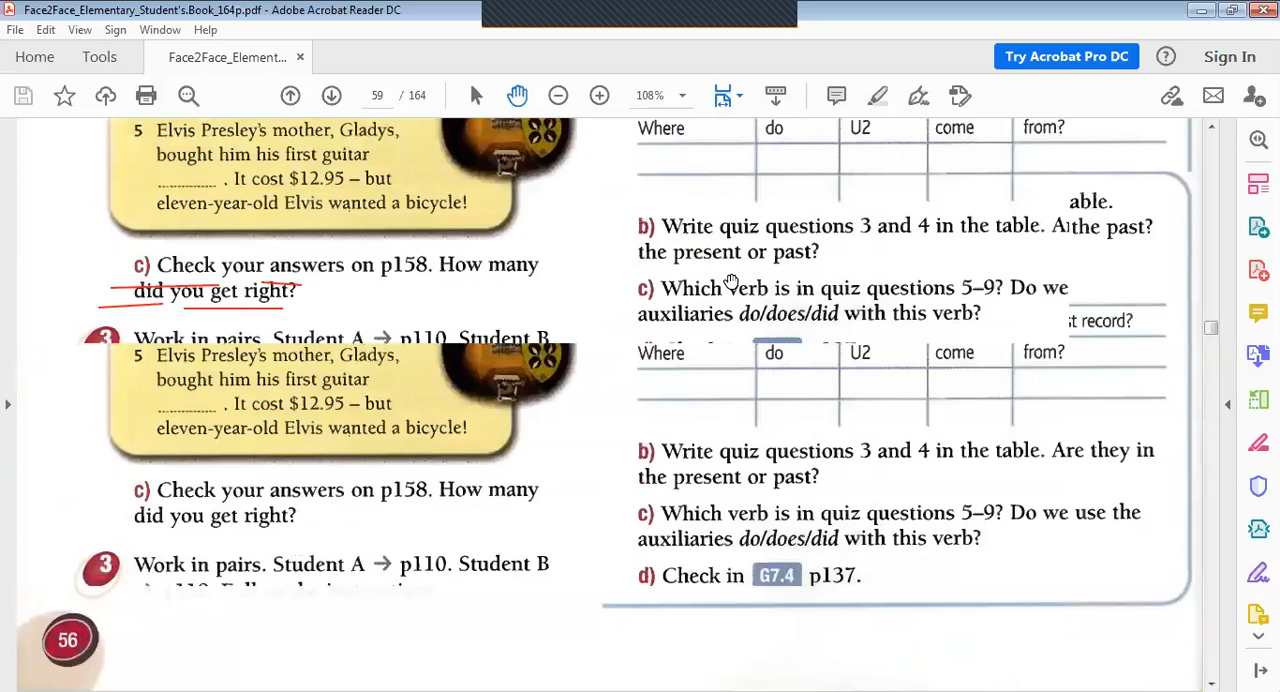 Face2Face_Elementary_Student's.Book_164p.pdf - Adobe Acrobat Reader DC
File Edit View Sign Window Help
Home Tools Face2Face_Element... × Try Acrobat Pro DC ? Sign In
59 / 164 108%
5 Elvis Presley's mother, Gladys,
bought him his first guitar
............ . It cost $12.95 – but
eleven-year-old Elvis wanted a bicycle!
c) Check your answers on p158. How many
did you get right?
3 Work in pairs. Student A → p110. Student B
5 Elvis Presley's mother, Gladys,
bought him his first guitar
............ . It cost $12.95 – but
eleven-year-old Elvis wanted a bicycle!
c) Check your answers on p158. How many
did you get right?
3 Work in pairs. Student A → p110. Student B
56
Where do U2 come from?
able.
b) Write quiz questions 3 and 4 in the table. A the past?
the present or past?
c) Which verb is in quiz questions 5–9? Do we
t record?
auxiliaries do/does/did with this verb?
Where do U2 come from?
b) Write quiz questions 3 and 4 in the table. Are they in
the present or past?
c) Which verb is in quiz questions 5–9? Do we use the
auxiliaries do/does/did with this verb?
d) Check in G7.4 p137.